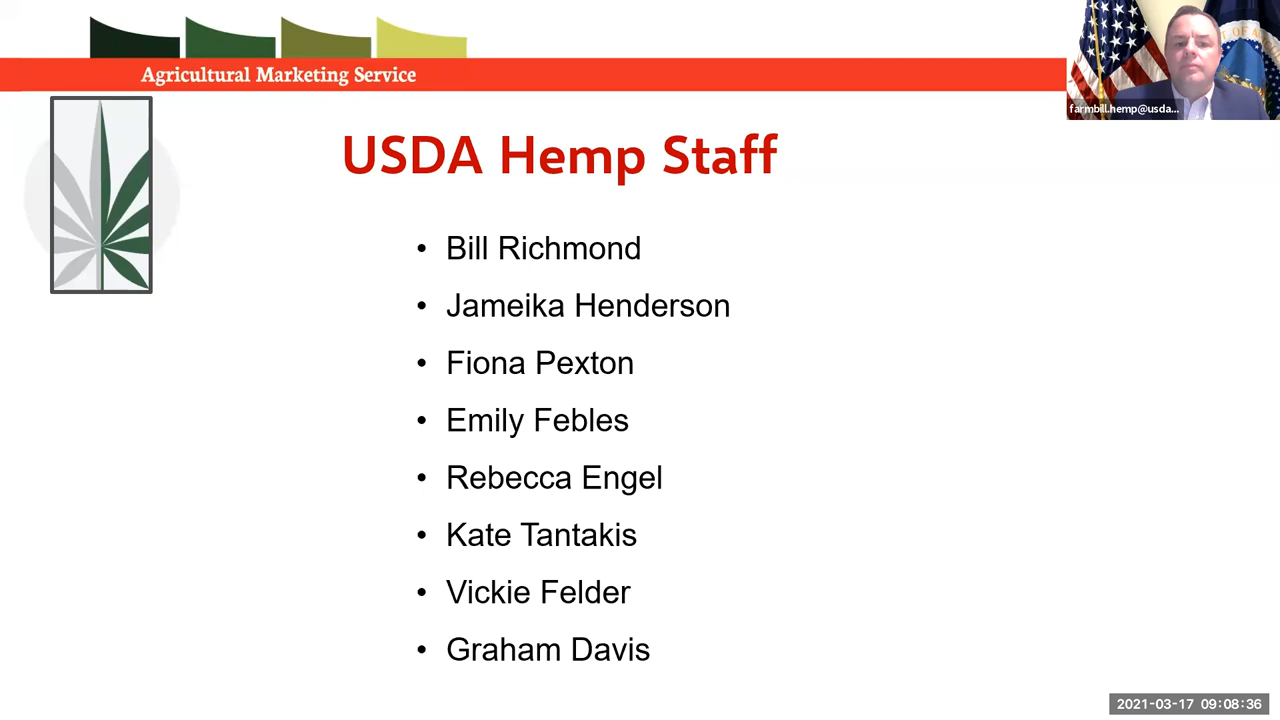 Agricultural Marketing Service
farmbill.hemp@usda...
USDA Hemp Staff
• Bill Richmond
• Jameika Henderson
• Fiona Pexton
• Emily Febles
• Rebecca Engel
• Kate Tantakis
• Vickie Felder
• Graham Davis
2021-03-17 09:08:36